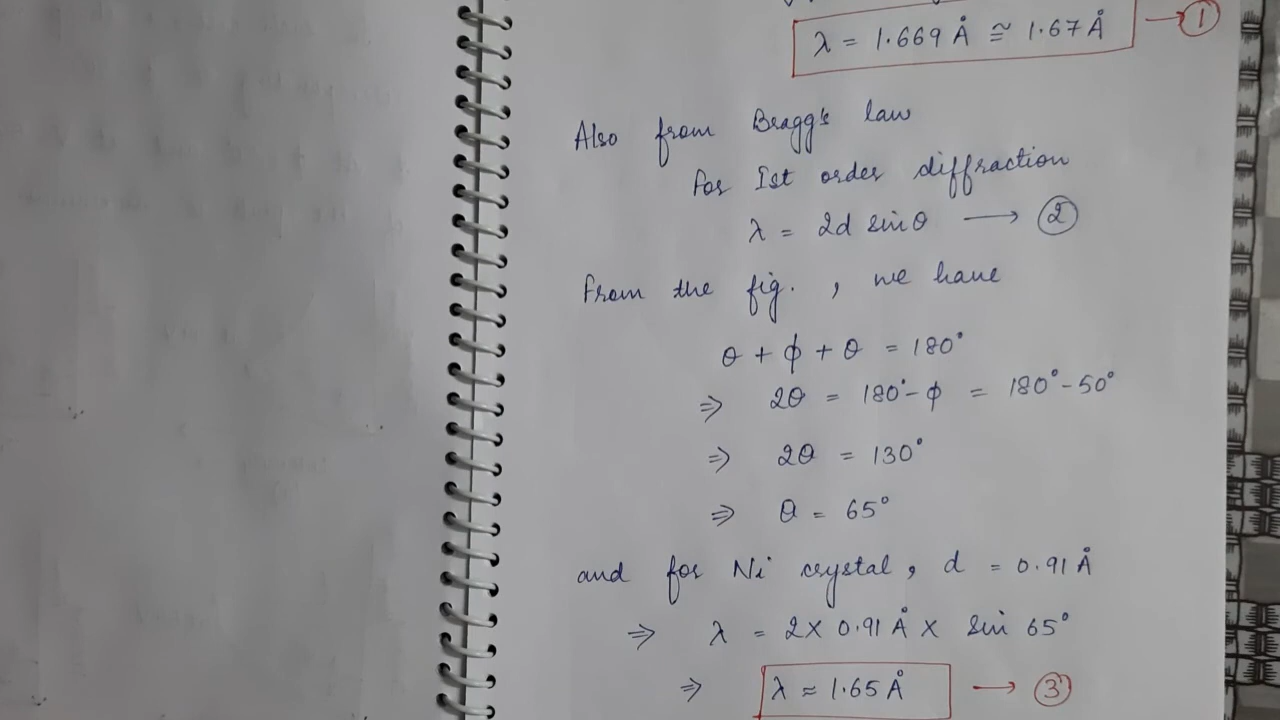 λ = 1.669 Å ≅ 1.67 Å → ①
Also from Bragg's law
for Ist order diffraction
λ = 2d sinθ → ②
from the fig. , we have
θ + ϕ + θ = 180°
⇒ 2θ = 180° - ϕ = 180° - 50°
⇒ 2θ = 130°
⇒ θ = 65°
and for Ni crystal, d = 0.91 Å
⇒ λ = 2 x 0.91 Å x sin 65°
⇒ λ ≈ 1.65 Å → ③